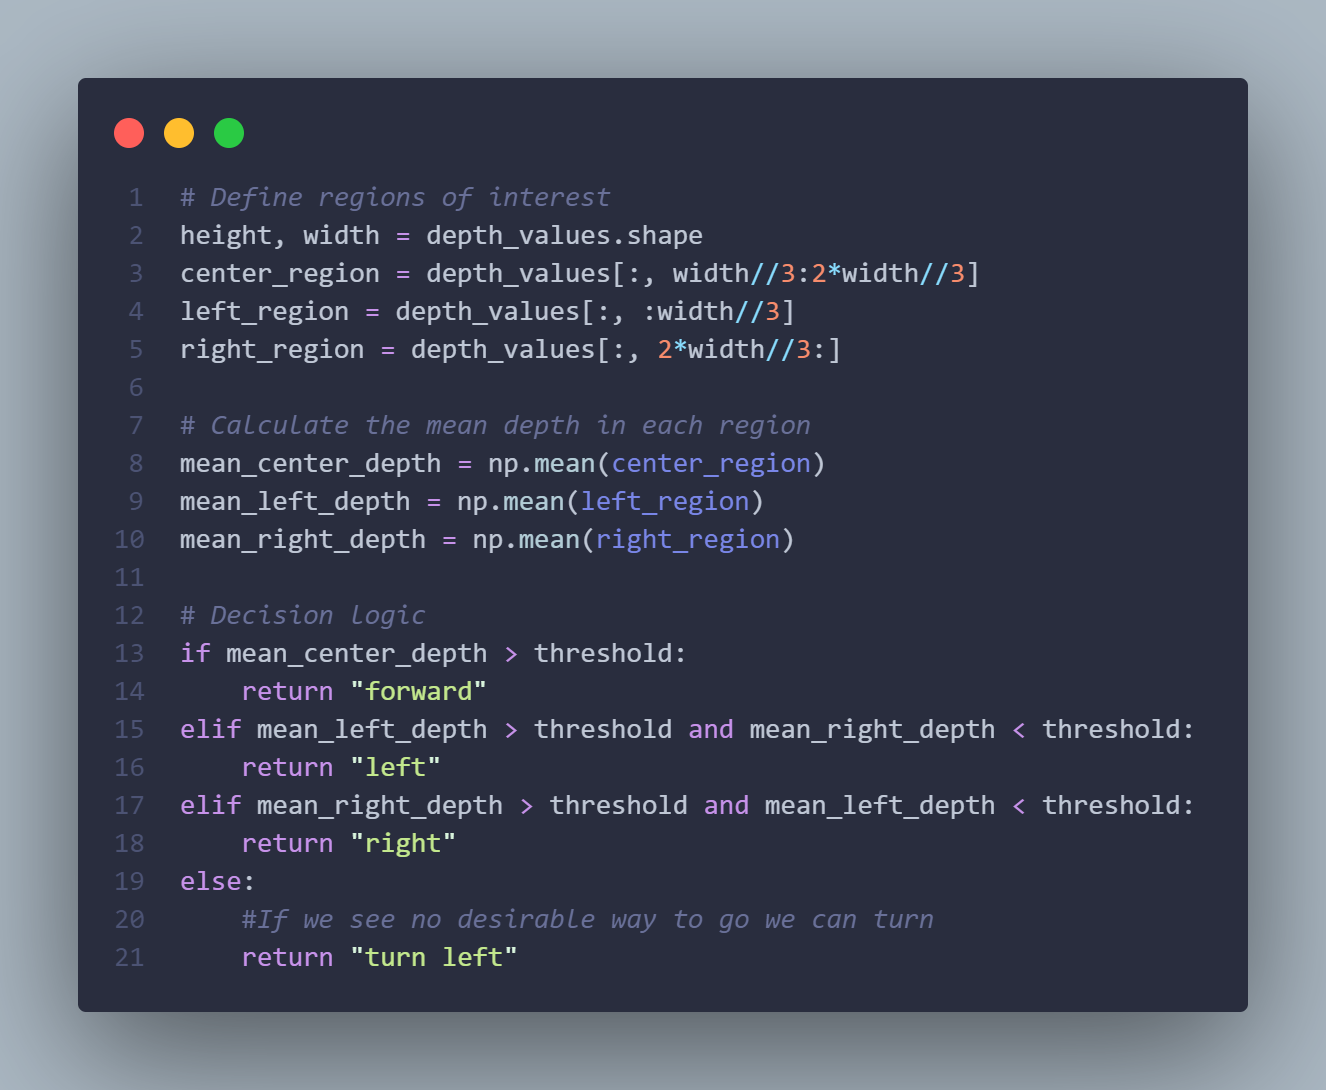 1 # Define regions of interest
2 height, width = depth_values.shape
3 center_region = depth_values[:, width//3:2*width//3]
4 left_region = depth_values[:, :width//3]
5 right_region = depth_values[:, 2*width//3:]
6
7 # Calculate the mean depth in each region
8 mean_center_depth = np.mean(center_region)
9 mean_left_depth = np.mean(left_region)
10 mean_right_depth = np.mean(right_region)
11
12 # Decision logic
13 if mean_center_depth > threshold:
14     return "forward"
15 elif mean_left_depth > threshold and mean_right_depth < threshold:
16     return "left"
17 elif mean_right_depth > threshold and mean_left_depth < threshold:
18     return "right"
19 else:
20     #If we see no desirable way to go we can turn
21     return "turn left"